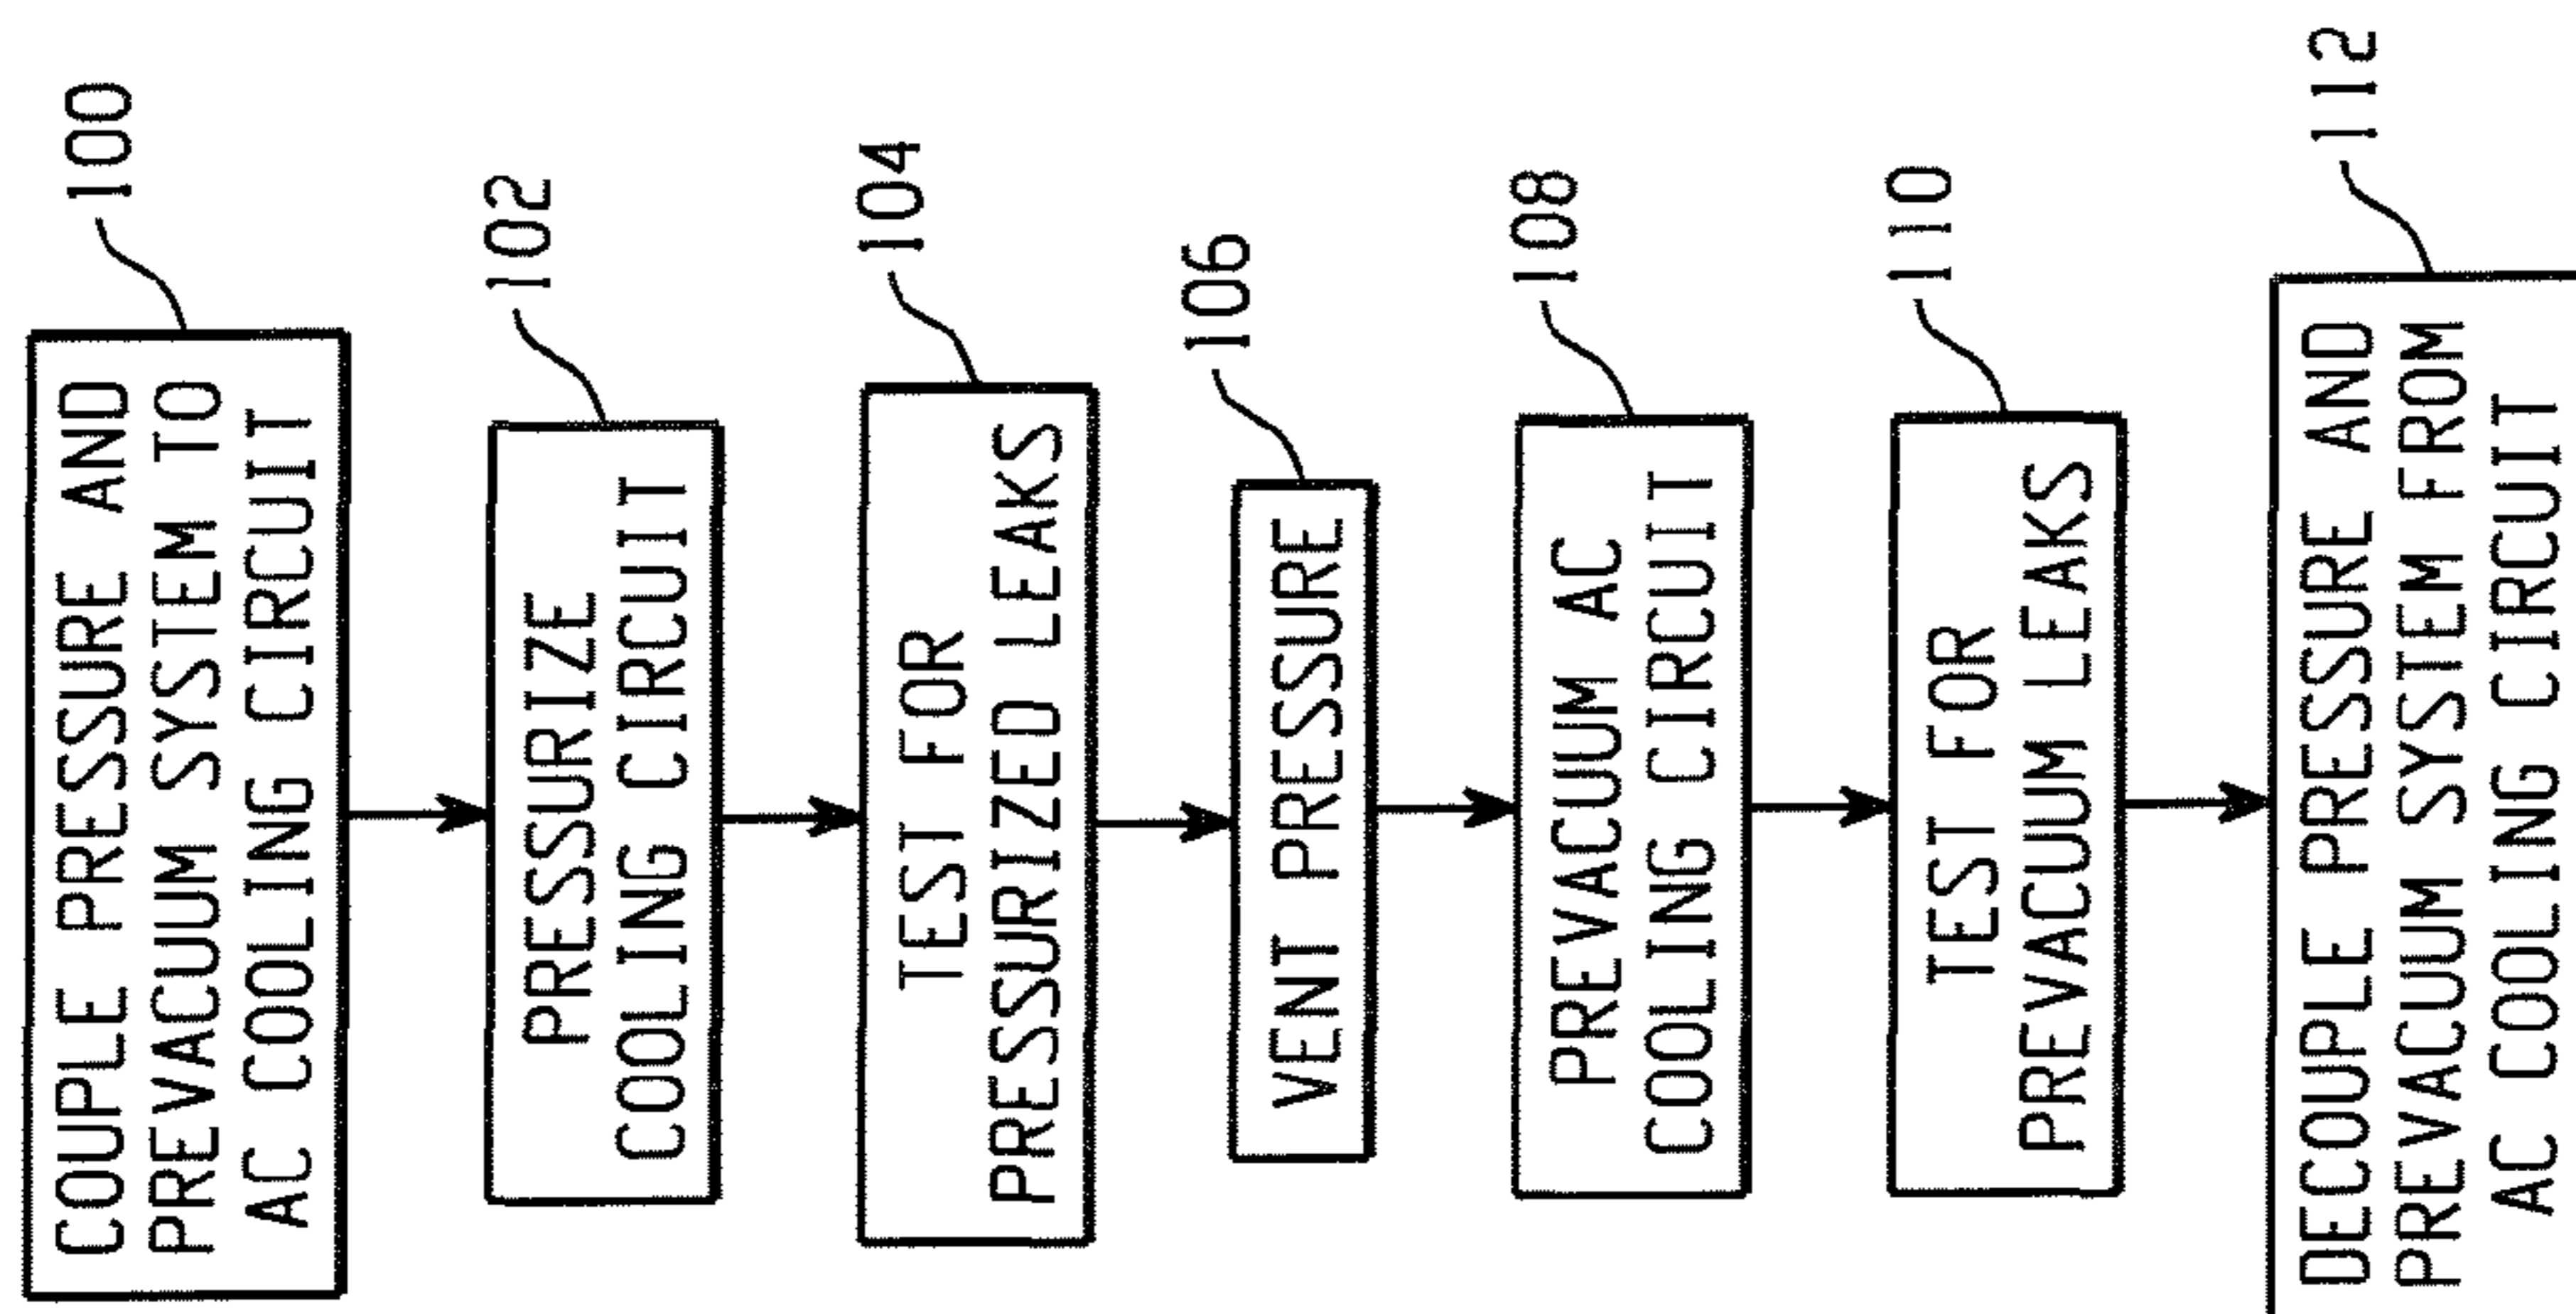 COUPLE PRESSURE AND
PREVACUUM SYSTEM TO
AC COOLING CIRCUIT
100
PRESSURIZE
COOLING CIRCUIT
102
TEST FOR
PRESSURIZED LEAKS
104
VENT PRESSURE
106
PREVACUUM AC
COOLING CIRCUIT
108
TEST FOR
PREVACUUM LEAKS
110
DECOUPLE PRESSURE AND
PREVACUUM SYSTEM FROM
AC COOLING CIRCUIT
112